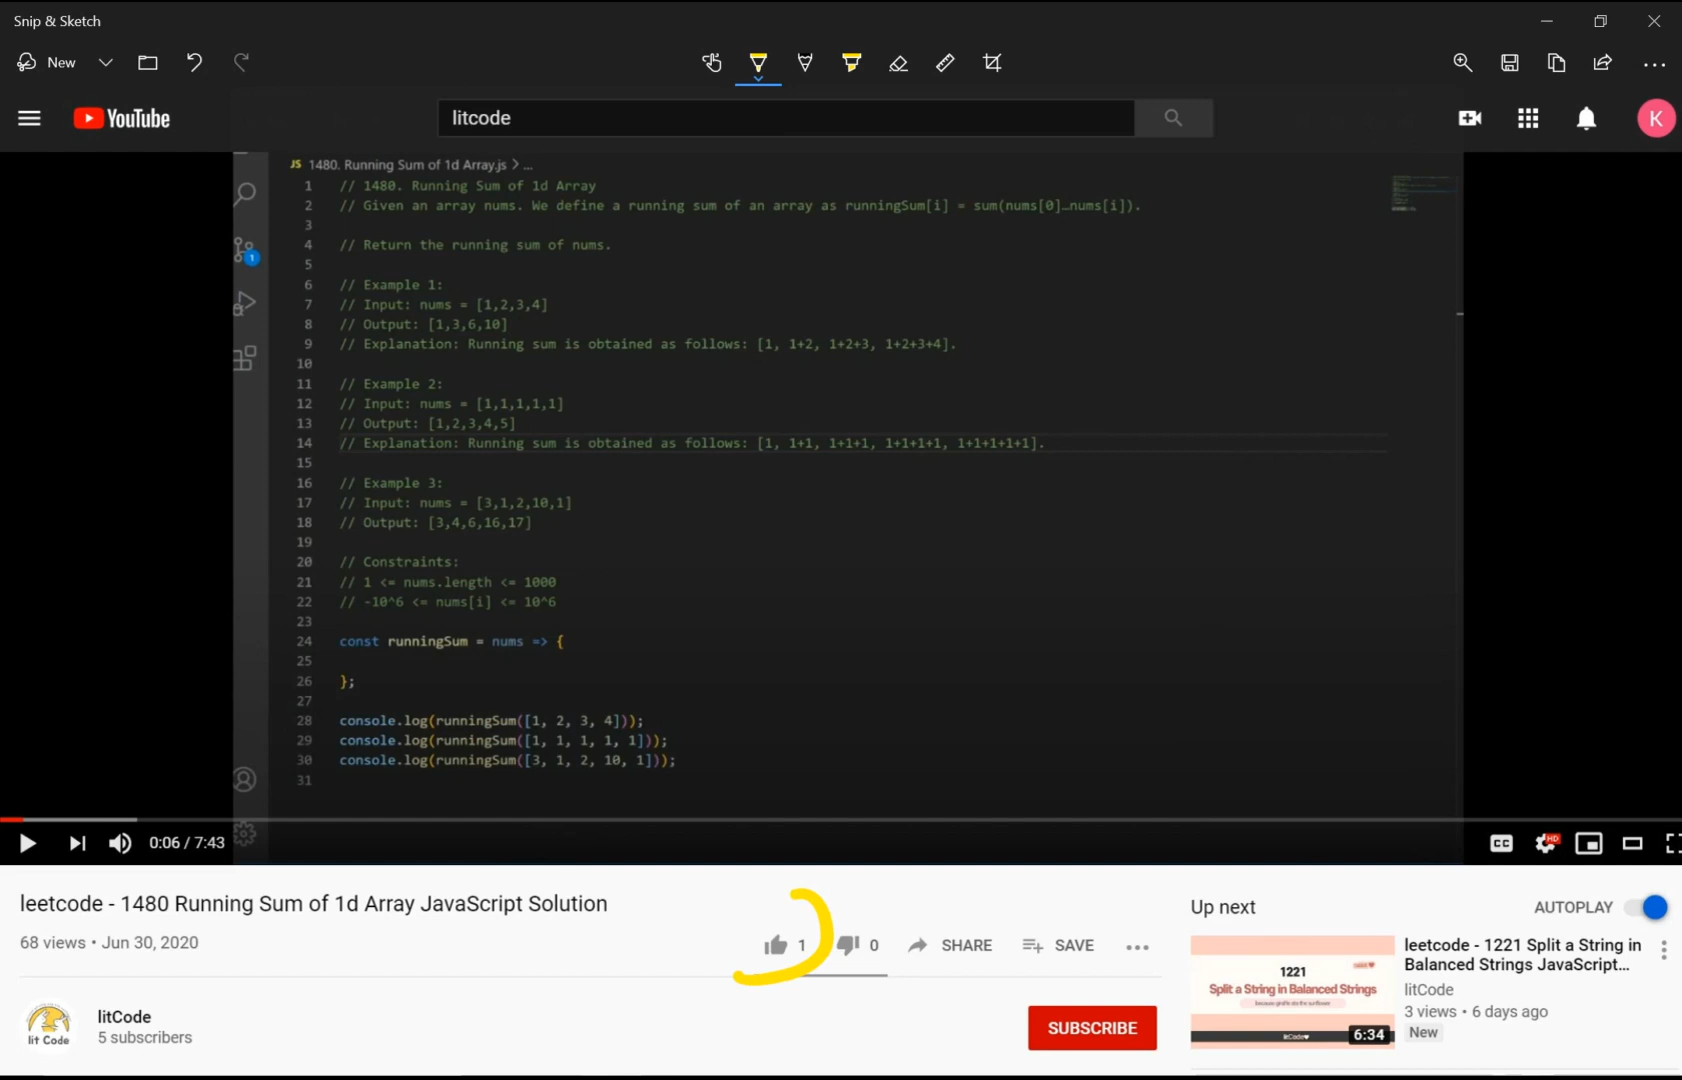 Snip & Sketch
New
YouTube
litcode
K
JS 1480. Running Sum of 1d Array.js > ...
1 // 1480. Running Sum of 1d Array
2 // Given an array nums. We define a running sum of an array as runningSum[i] = sum(nums[0]…nums[i]).
3
4 // Return the running sum of nums.
5
6 // Example 1:
7 // Input: nums = [1,2,3,4]
8 // Output: [1,3,6,10]
9 // Explanation: Running sum is obtained as follows: [1, 1+2, 1+2+3, 1+2+3+4].
10
11 // Example 2:
12 // Input: nums = [1,1,1,1,1]
13 // Output: [1,2,3,4,5]
14 // Explanation: Running sum is obtained as follows: [1, 1+1, 1+1+1, 1+1+1+1, 1+1+1+1+1].
15
16 // Example 3:
17 // Input: nums = [3,1,2,10,1]
18 // Output: [3,4,6,16,17]
19
20 // Constraints:
21 // 1 <= nums.length <= 1000
22 // -10^6 <= nums[i] <= 10^6
23
24 const runningSum = nums => {
25
26 };
27
28 console.log(runningSum([1, 2, 3, 4]));
29 console.log(runningSum([1, 1, 1, 1, 1]));
30 console.log(runningSum([3, 1, 2, 10, 1]));
31
1
0:06 / 7:43
CC
HD
leetcode - 1480 Running Sum of 1d Array JavaScript Solution
68 views • Jun 30, 2020
1
0
SHARE
SAVE
lit Code
litCode
5 subscribers
SUBSCRIBE
Up next
AUTOPLAY
1221
Split a String in Balanced Strings
because giraffe ate the sunflower
litCode
6:34
leetcode - 1221 Split a String in
Balanced Strings JavaScript...
litCode
3 views • 6 days ago
New